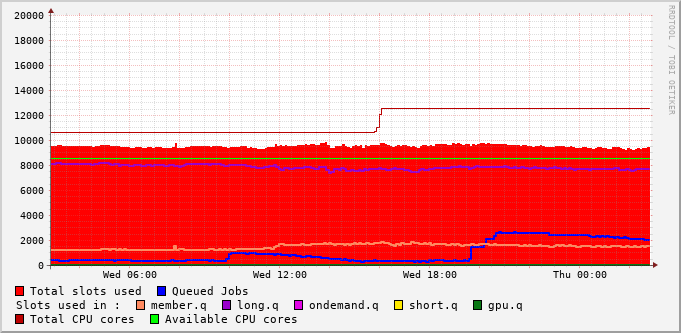 20000
18000
16000
14000
12000
10000
8000
6000
4000
2000
0
Wed 06:00 Wed 12:00 Wed 18:00 Thu 00:00
Total slots used Queued Jobs
Slots used in : member.q long.q ondemand.q short.q gpu.q
Total CPU cores Available CPU cores
RRDTOOL / TOBI OETIKER